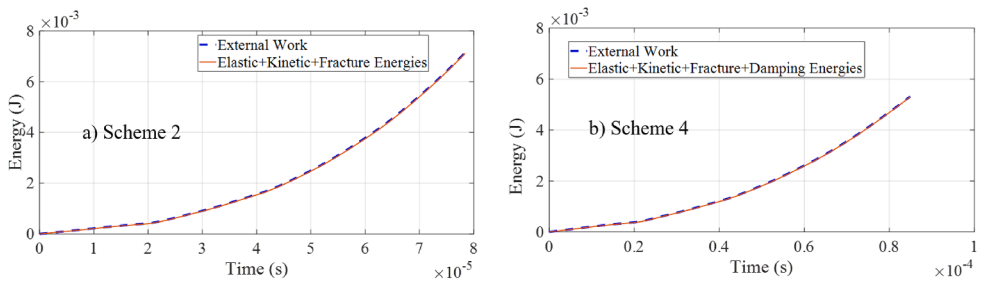 ×10⁻³
8
6
4
2
0
Energy (J)
External Work
Elastic+Kinetic+Fracture Energies
a) Scheme 2
0 1 2 3 4 5 6 7 8
Time (s)
×10⁻⁵
×10⁻³
8
6
4
2
0
Energy (J)
External Work
Elastic+Kinetic+Fracture+Damping Energies
b) Scheme 4
0 0.2 0.4 0.6 0.8 1
Time (s)
×10⁻⁴